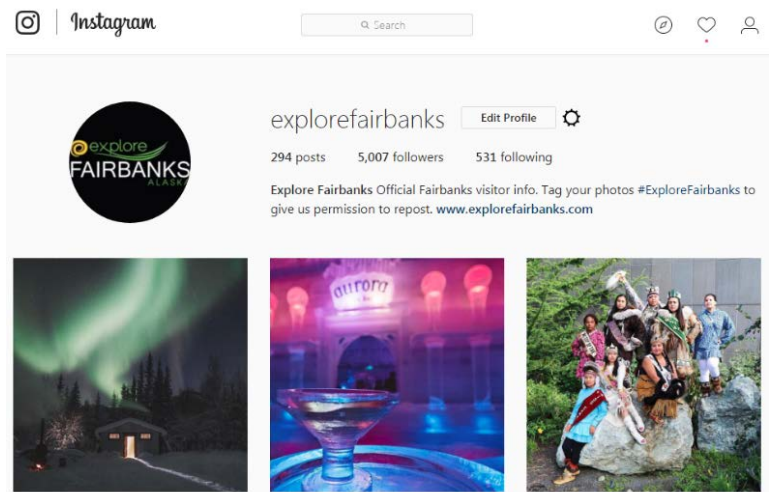 Instagram
Search
explorefairbanks Edit Profile
294 posts 5,007 followers 531 following
Explore Fairbanks Official Fairbanks visitor info. Tag your photos #ExploreFairbanks to
give us permission to repost. www.explorefairbanks.com
explore
FAIRBANKS
ALASKA
aurora